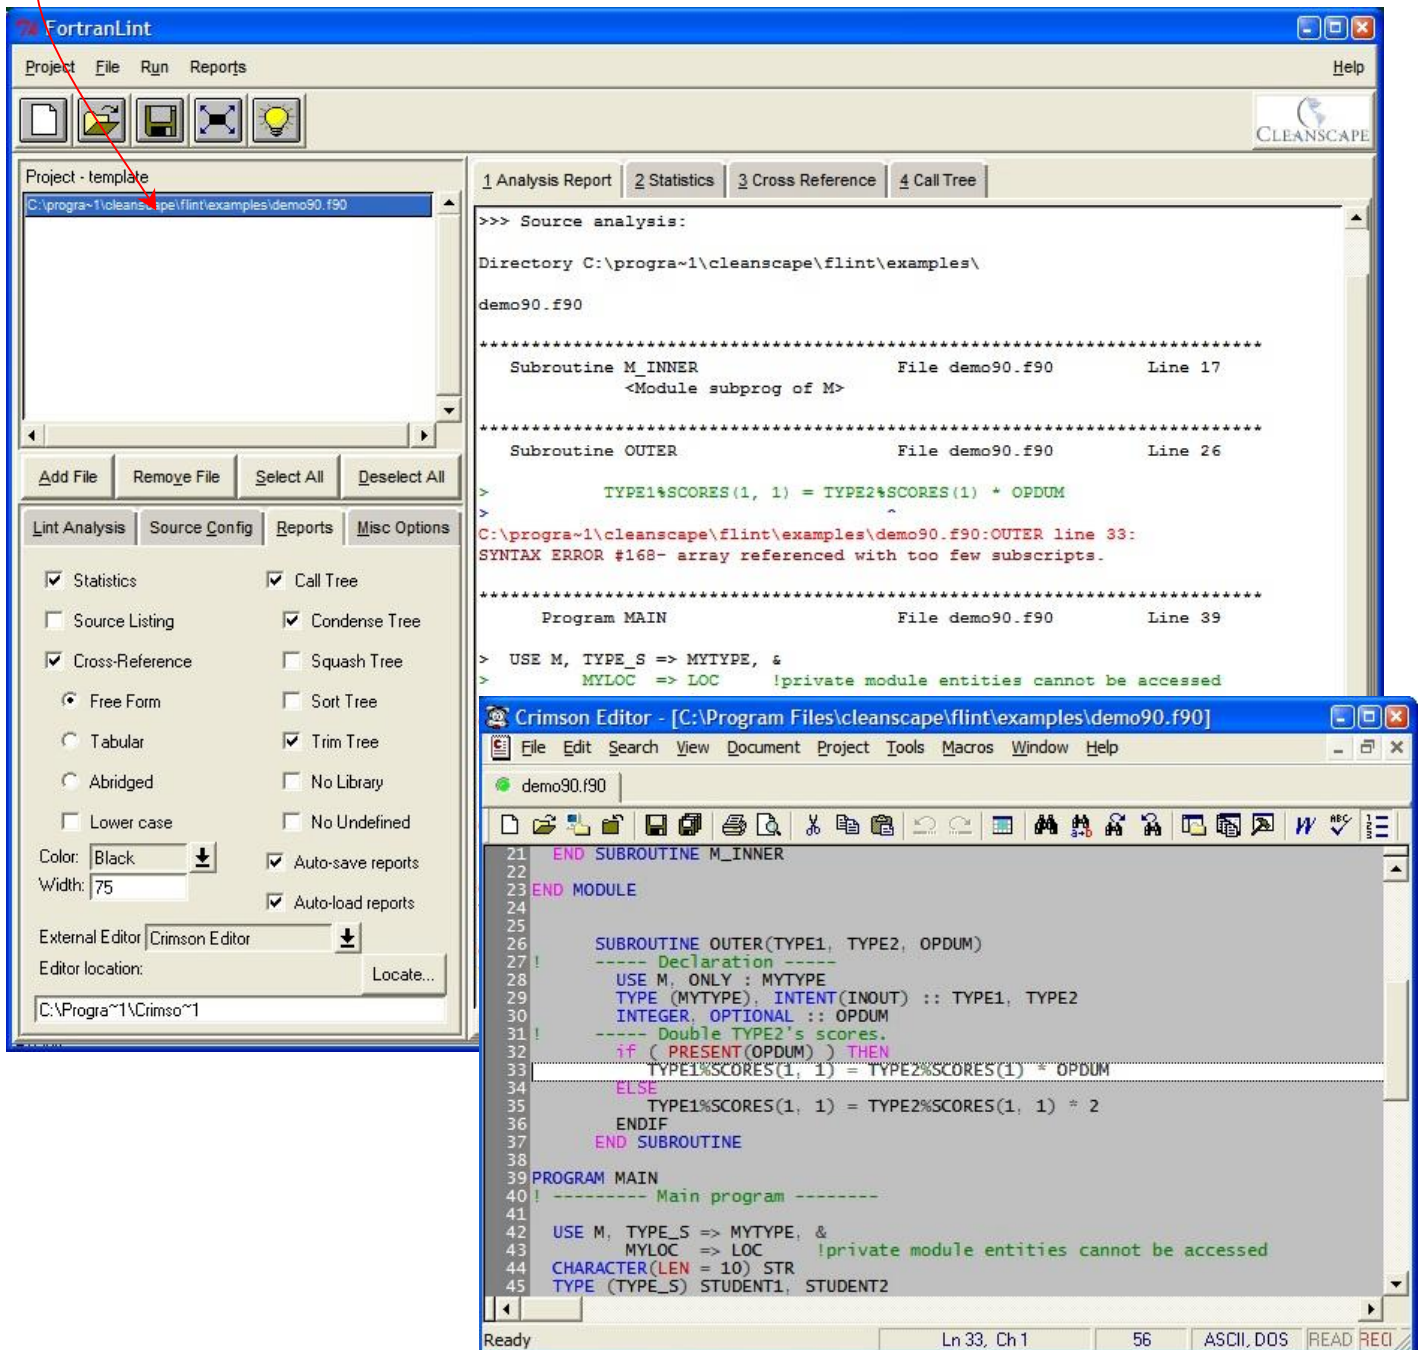 FortranLint
Project File Run Reports Help
CLEANSCAPE
Project - template
C:\progra~1\cleanscape\flint\examples\demo90.f90
Add File Remove File Select All Deselect All
Lint Analysis Source Config Reports Misc Options
Statistics Call Tree
Source Listing Condense Tree
Cross-Reference Squash Tree
Free Form Sort Tree
Tabular Trim Tree
Abridged No Library
Lower case No Undefined
Color: Black Auto-save reports
Width: 75
Auto-load reports
External Editor Crimson Editor
Editor location: Locate...
C:\Progra~1\Crimso~1
1 Analysis Report 2 Statistics 3 Cross Reference 4 Call Tree
>>> Source analysis:
Directory C:\progra~1\cleanscape\flint\examples\
demo90.f90
***************************************************************************
Subroutine M_INNER File demo90.f90 Line 17
<Module subprog of M>
***************************************************************************
Subroutine OUTER File demo90.f90 Line 26
> TYPE1%SCORES(1, 1) = TYPE2%SCORES(1) * OPDUM
> ^
C:\progra~1\cleanscape\flint\examples\demo90.f90:OUTER line 33:
SYNTAX ERROR #168- array referenced with too few subscripts.
***************************************************************************
Program MAIN File demo90.f90 Line 39
> USE M, TYPE_S => MYTYPE, &
> MYLOC => LOC !private module entities cannot be accessed
Crimson Editor - [C:\Program Files\cleanscape\flint\examples\demo90.f90]
File Edit Search View Document Project Tools Macros Window Help
demo90.f90
21 END SUBROUTINE M_INNER
22
23 END MODULE
24
25
26 SUBROUTINE OUTER(TYPE1, TYPE2, OPDUM)
27 ! ----- Declaration -----
28 USE M, ONLY : MYTYPE
29 TYPE (MYTYPE), INTENT(INOUT) :: TYPE1, TYPE2
30 INTEGER, OPTIONAL :: OPDUM
31 ! ----- Double TYPE2's scores.
32 if ( PRESENT(OPDUM) ) THEN
33 TYPE1%SCORES(1, 1) = TYPE2%SCORES(1) * OPDUM
34 ELSE
35 TYPE1%SCORES(1, 1) = TYPE2%SCORES(1, 1) * 2
36 ENDIF
37 END SUBROUTINE
38
39 PROGRAM MAIN
40 ! --------- Main program --------
41
42 USE M, TYPE_S => MYTYPE, &
43 MYLOC => LOC !private module entities cannot be accessed
44 CHARACTER(LEN = 10) STR
45 TYPE (TYPE_S) STUDENT1, STUDENT2
Ready Ln 33, Ch 1 56 ASCII, DOS READ REC